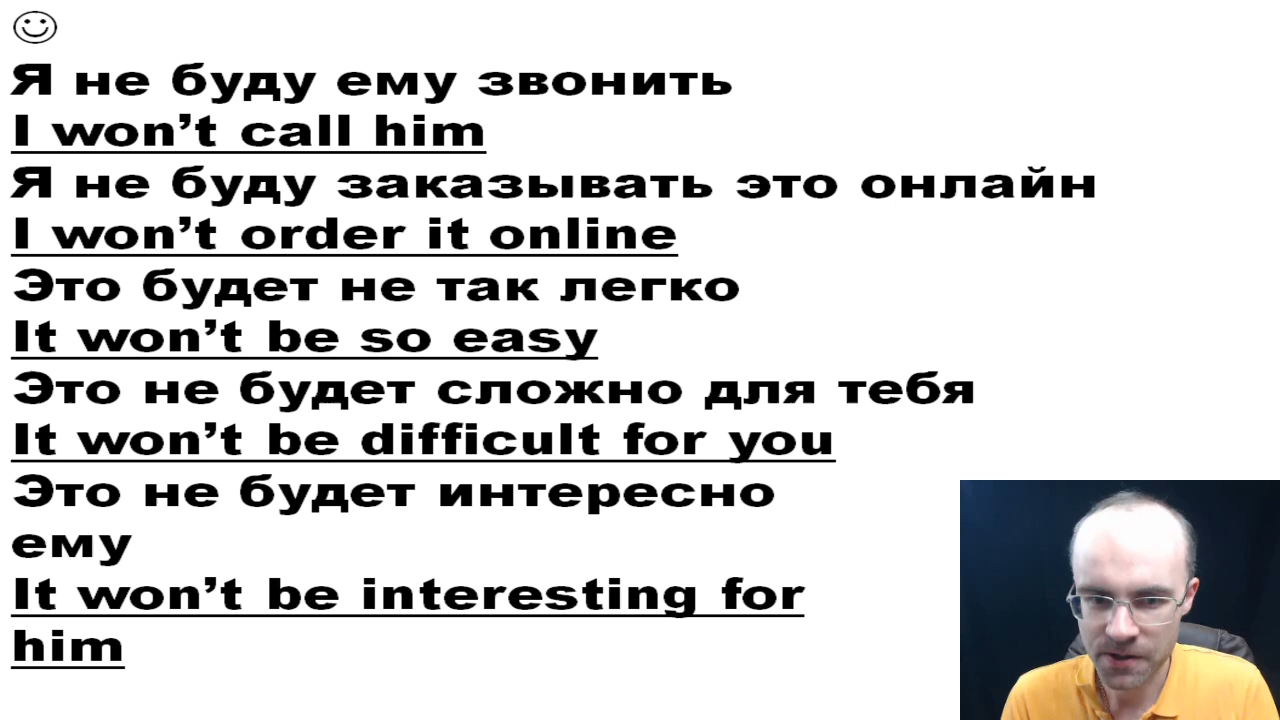 Я не буду ему звонить
I won’t call him
Я не буду заказывать это онлайн
I won’t order it online
Это будет не так легко
It won’t be so easy
Это не будет сложно для тебя
It won’t be difficult for you
Это не будет интересно
ему
It won’t be interesting for
him